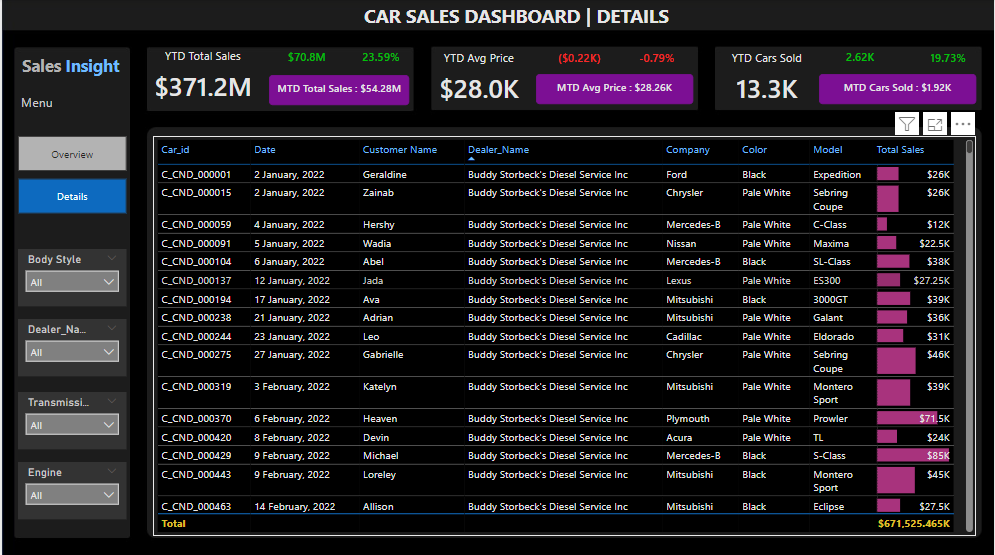 CAR SALES DASHBOARD | DETAILS
Sales Insight
Menu
Overview
Details
Body Style
All
Dealer_Na...
All
Transmissi...
All
Engine
All
YTD Total Sales $70.8M 23.59%
$371.2M MTD Total Sales : $54.28M
YTD Avg Price ($0.22K) -0.79%
$28.0K MTD Avg Price : $28.26K
YTD Cars Sold 2.62K 19.73%
13.3K MTD Cars Sold : $1.92K
Car_id Date Customer Name Dealer_Name Company Color Model Total Sales
C_CND_000001 2 January, 2022 Geraldine Buddy Storbeck's Diesel Service Inc Ford Black Expedition $26K
C_CND_000015 2 January, 2022 Zainab Buddy Storbeck's Diesel Service Inc Chrysler Pale White Sebring $26K
Coupe
C_CND_000059 4 January, 2022 Hershy Buddy Storbeck's Diesel Service Inc Mercedes-B Pale White C-Class $12K
C_CND_000091 5 January, 2022 Wadia Buddy Storbeck's Diesel Service Inc Nissan Pale White Maxima $22.5K
C_CND_000104 6 January, 2022 Abel Buddy Storbeck's Diesel Service Inc Mercedes-B Black SL-Class $38K
C_CND_000137 12 January, 2022 Jada Buddy Storbeck's Diesel Service Inc Lexus Pale White ES300 $27.25K
C_CND_000194 17 January, 2022 Ava Buddy Storbeck's Diesel Service Inc Mitsubishi Black 3000GT $39K
C_CND_000238 21 January, 2022 Adrian Buddy Storbeck's Diesel Service Inc Mitsubishi Pale White Galant $36K
C_CND_000244 23 January, 2022 Leo Buddy Storbeck's Diesel Service Inc Cadillac Pale White Eldorado $31K
C_CND_000275 27 January, 2022 Gabrielle Buddy Storbeck's Diesel Service Inc Chrysler Pale White Sebring $46K
Coupe
C_CND_000319 3 February, 2022 Katelyn Buddy Storbeck's Diesel Service Inc Mitsubishi Pale White Montero $39K
Sport
C_CND_000370 6 February, 2022 Heaven Buddy Storbeck's Diesel Service Inc Plymouth Pale White Prowler $71.5K
C_CND_000420 8 February, 2022 Devin Buddy Storbeck's Diesel Service Inc Acura Pale White TL $24K
C_CND_000429 9 February, 2022 Michael Buddy Storbeck's Diesel Service Inc Mercedes-B Black S-Class $85K
C_CND_000443 9 February, 2022 Loreley Buddy Storbeck's Diesel Service Inc Mitsubishi Black Montero $45K
Sport
C_CND_000463 14 February, 2022 Allison Buddy Storbeck's Diesel Service Inc Mitsubishi Black Eclipse $27.5K
Total $671,525.465K